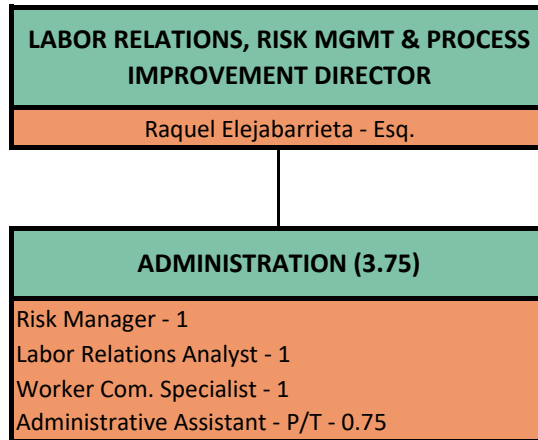 LABOR RELATIONS, RISK MGMT & PROCESS
IMPROVEMENT DIRECTOR
Raquel Elejabarrieta - Esq.
ADMINISTRATION (3.75)
Risk Manager - 1
Labor Relations Analyst - 1
Worker Com. Specialist - 1
Administrative Assistant - P/T - 0.75